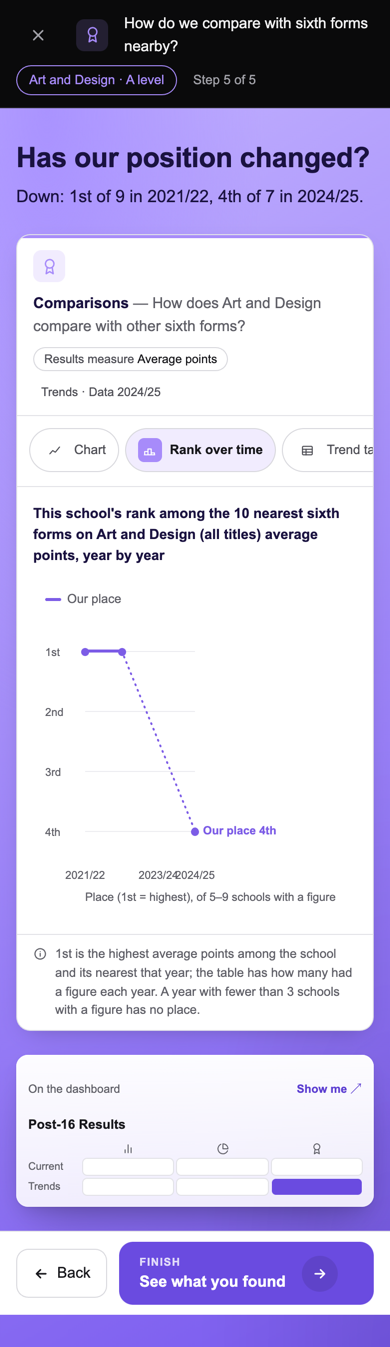 How do we compare with sixth forms
nearby?
Art and Design · A level
Step 5 of 5
Has our position changed?
Down: 1st of 9 in 2021/22, 4th of 7 in 2024/25.
Comparisons — How does Art and Design
compare with other sixth forms?
Results measure Average points
Trends · Data 2024/25
Chart
Rank over time
Trend ta
This school's rank among the 10 nearest sixth
forms on Art and Design (all titles) average
points, year by year
Our place
1st
2nd
3rd
4th
Our place 4th
2021/22
2023/24
2024/25
Place (1st = highest), of 5–9 schools with a figure
1st is the highest average points among the school
and its nearest that year; the table has how many had
a figure each year. A year with fewer than 3 schools
with a figure has no place.
On the dashboard
Show me
Post-16 Results
Current
Trends
Back
FINISH
See what you found